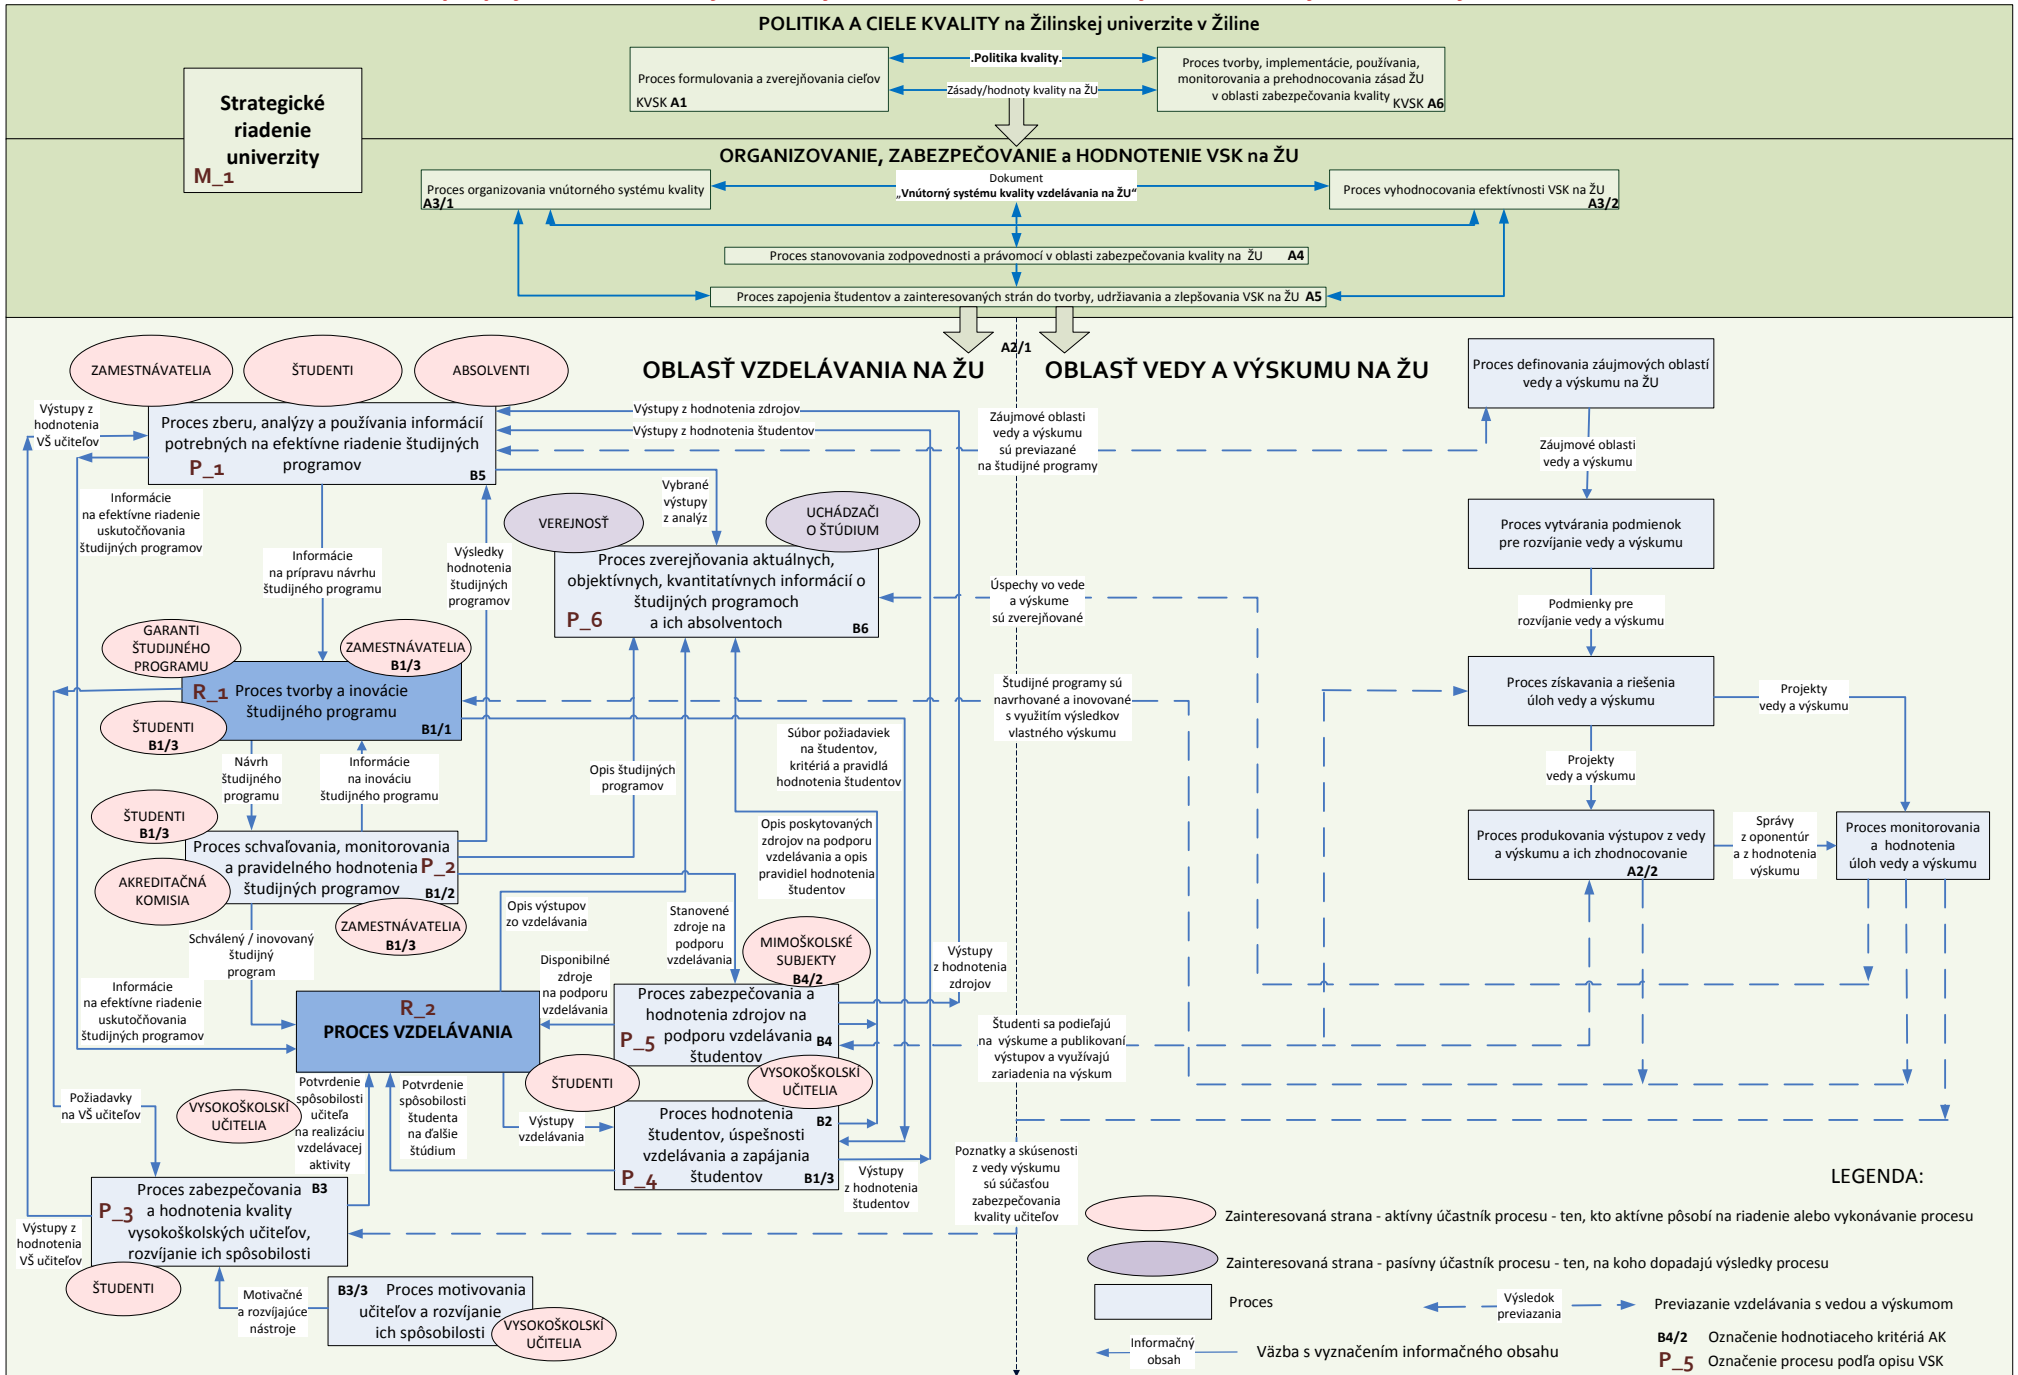 POLITIKA A CIELE KVALITY na Žilinskej univerzite v Žiline
Strategické
riadenie
univerzity
M_1
Proces formulovania a zverejňovania cieľov
KVSK A1
.Politika kvality.
Zásady/hodnoty kvality na ŽU
Proces tvorby, implementácie, používania,
monitorovania a prehodnocovania zásad ŽU
v oblasti zabezpečovania kvality
KVSK A6
ORGANIZOVANIE, ZABEZPEČOVANIE a HODNOTENIE VSK na ŽU
Proces organizovania vnútorného systému kvality
A3/1
Dokument
„Vnútorný systému kvality vzdelávania na ŽU“
Proces vyhodnocovania efektívnosti VSK na ŽU
A3/2
Proces stanovovania zodpovednosti a právomocí v oblasti zabezpečovania kvality na ŽU A4
Proces zapojenia študentov a zainteresovaných strán do tvorby, udržiavania a zlepšovania VSK na ŽU A5
A2/1
OBLASŤ VZDELÁVANIA NA ŽU
OBLASŤ VEDY A VÝSKUMU NA ŽU
ZAMESTNÁVATELIA
ŠTUDENTI
ABSOLVENTI
Výstupy z
hodnotenia
VŠ učiteľov
Proces zberu, analýzy a používania informácií
potrebných na efektívne riadenie študijných
programov
P_1
B5
Výstupy z hodnotenia zdrojov
Výstupy z hodnotenia študentov
Záujmové oblasti
vedy a výskumu
sú previazané
na študijné programy
Proces definovania záujmových oblastí
vedy a výskumu na ŽU
Záujmové oblasti
vedy a výskumu
Informácie
na efektívne riadenie
uskutočňovania
študijných programov
Informácie
na prípravu návrhu
študijného programu
Výsledky
hodnotenia
študijných
programov
Vybrané
výstupy
z analýz
VEREJNOSŤ
UCHÁDZAČI
O ŠTÚDIUM
Proces zverejňovania aktuálnych,
objektívnych, kvantitatívnych informácií o
študijných programoch
a ich absolventoch
P_6
B6
Úspechy vo vede
a výskume
sú zverejňované
Proces vytvárania podmienok
pre rozvíjanie vedy a výskumu
Podmienky pre
rozvíjanie vedy a výskumu
GARANTI
ŠTUDIJNÉHO
PROGRAMU
ZAMESTNÁVATELIA
B1/3
R_1
Proces tvorby a inovácie
študijného programu
B1/1
ŠTUDENTI
B1/3
Študijné programy sú
navrhované a inovované
s využitím výsledkov
vlastného výskumu
Proces získavania a riešenia
úloh vedy a výskumu
Projekty
vedy a výskumu
Projekty
vedy a výskumu
Návrh
študijného
programu
Informácie
na inováciu
študijného programu
Opis študijných
programov
Súbor požiadaviek
na študentov,
kritériá a pravidlá
hodnotenia študentov
ŠTUDENTI
B1/3
Proces schvaľovania, monitorovania
a pravidelného hodnotenia
študijných programov
P_2
B1/2
AKREDITAČNÁ
KOMISIA
ZAMESTNÁVATELIA
B1/3
Opis poskytovaných
zdrojov na podporu
vzdelávania a opis
pravidiel hodnotenia
študentov
Proces produkovania výstupov z vedy
a výskumu a ich zhodnocovanie
A2/2
Správy
z oponentúr
a z hodnotenia
výskumu
Proces monitorovania
a hodnotenia
úloh vedy a výskumu
Schválený / inovovaný
študijný
program
Opis výstupov
zo vzdelávania
Stanovené
zdroje na
podporu
vzdelávania
MIMOŠKOLSKÉ
SUBJEKTY
B4/2
Výstupy
z hodnotenia
zdrojov
Informácie
na efektívne riadenie
uskutočňovania
študijných programov
R_2
PROCES VZDELÁVANIA
Disponibilné
zdroje
na podporu
vzdelávania
Proces zabezpečovania a
hodnotenia zdrojov na
podporu vzdelávania
študentov
P_5
B4
Študenti sa podieľajú
na výskume a publikovaní
výstupov a využívajú
zariadenia na výskum
ŠTUDENTI
VYSOKOŠKOLSKÍ
UČITELIA
Požiadavky
na VŠ učiteľov
VYSOKOŠKOLSKÍ
UČITELIA
Potvrdenie
spôsobilosti
učiteľa
na realizáciu
vzdelávacej
aktivity
Potvrdenie
spôsobilosti
študenta
na ďalšie
štúdium
Výstupy
vzdelávania
Proces hodnotenia
študentov, úspešnosti
vzdelávania a zapájania
študentov
B2
P_4
B1/3
Výstupy
z hodnotenia
študentov
Poznatky a skúsenosti
z vedy výskumu
sú súčasťou
zabezpečovania
kvality učiteľov
Proces zabezpečovania
a hodnotenia kvality
vysokoškolských učiteľov,
rozvíjanie ich spôsobilosti
B3
P_3
Výstupy z
hodnotenia
VŠ učiteľov
ŠTUDENTI
Motivačné
a rozvíjajúce
nástroje
B3/3 Proces motivovania
učiteľov a rozvíjanie
ich spôsobilosti
VYSOKOŠKOLSKÍ
UČITELIA
LEGENDA:
Zainteresovaná strana - aktívny účastník procesu - ten, kto aktívne pôsobí na riadenie alebo vykonávanie procesu
Zainteresovaná strana - pasívny účastník procesu - ten, na koho dopadajú výsledky procesu
Proces
Výsledok
previazania
Previazanie vzdelávania s vedou a výskumom
Informačný
obsah
Väzba s vyznačením informačného obsahu
B4/2 Označenie hodnotiaceho kritériá AK
P_5 Označenie procesu podľa opisu VSK